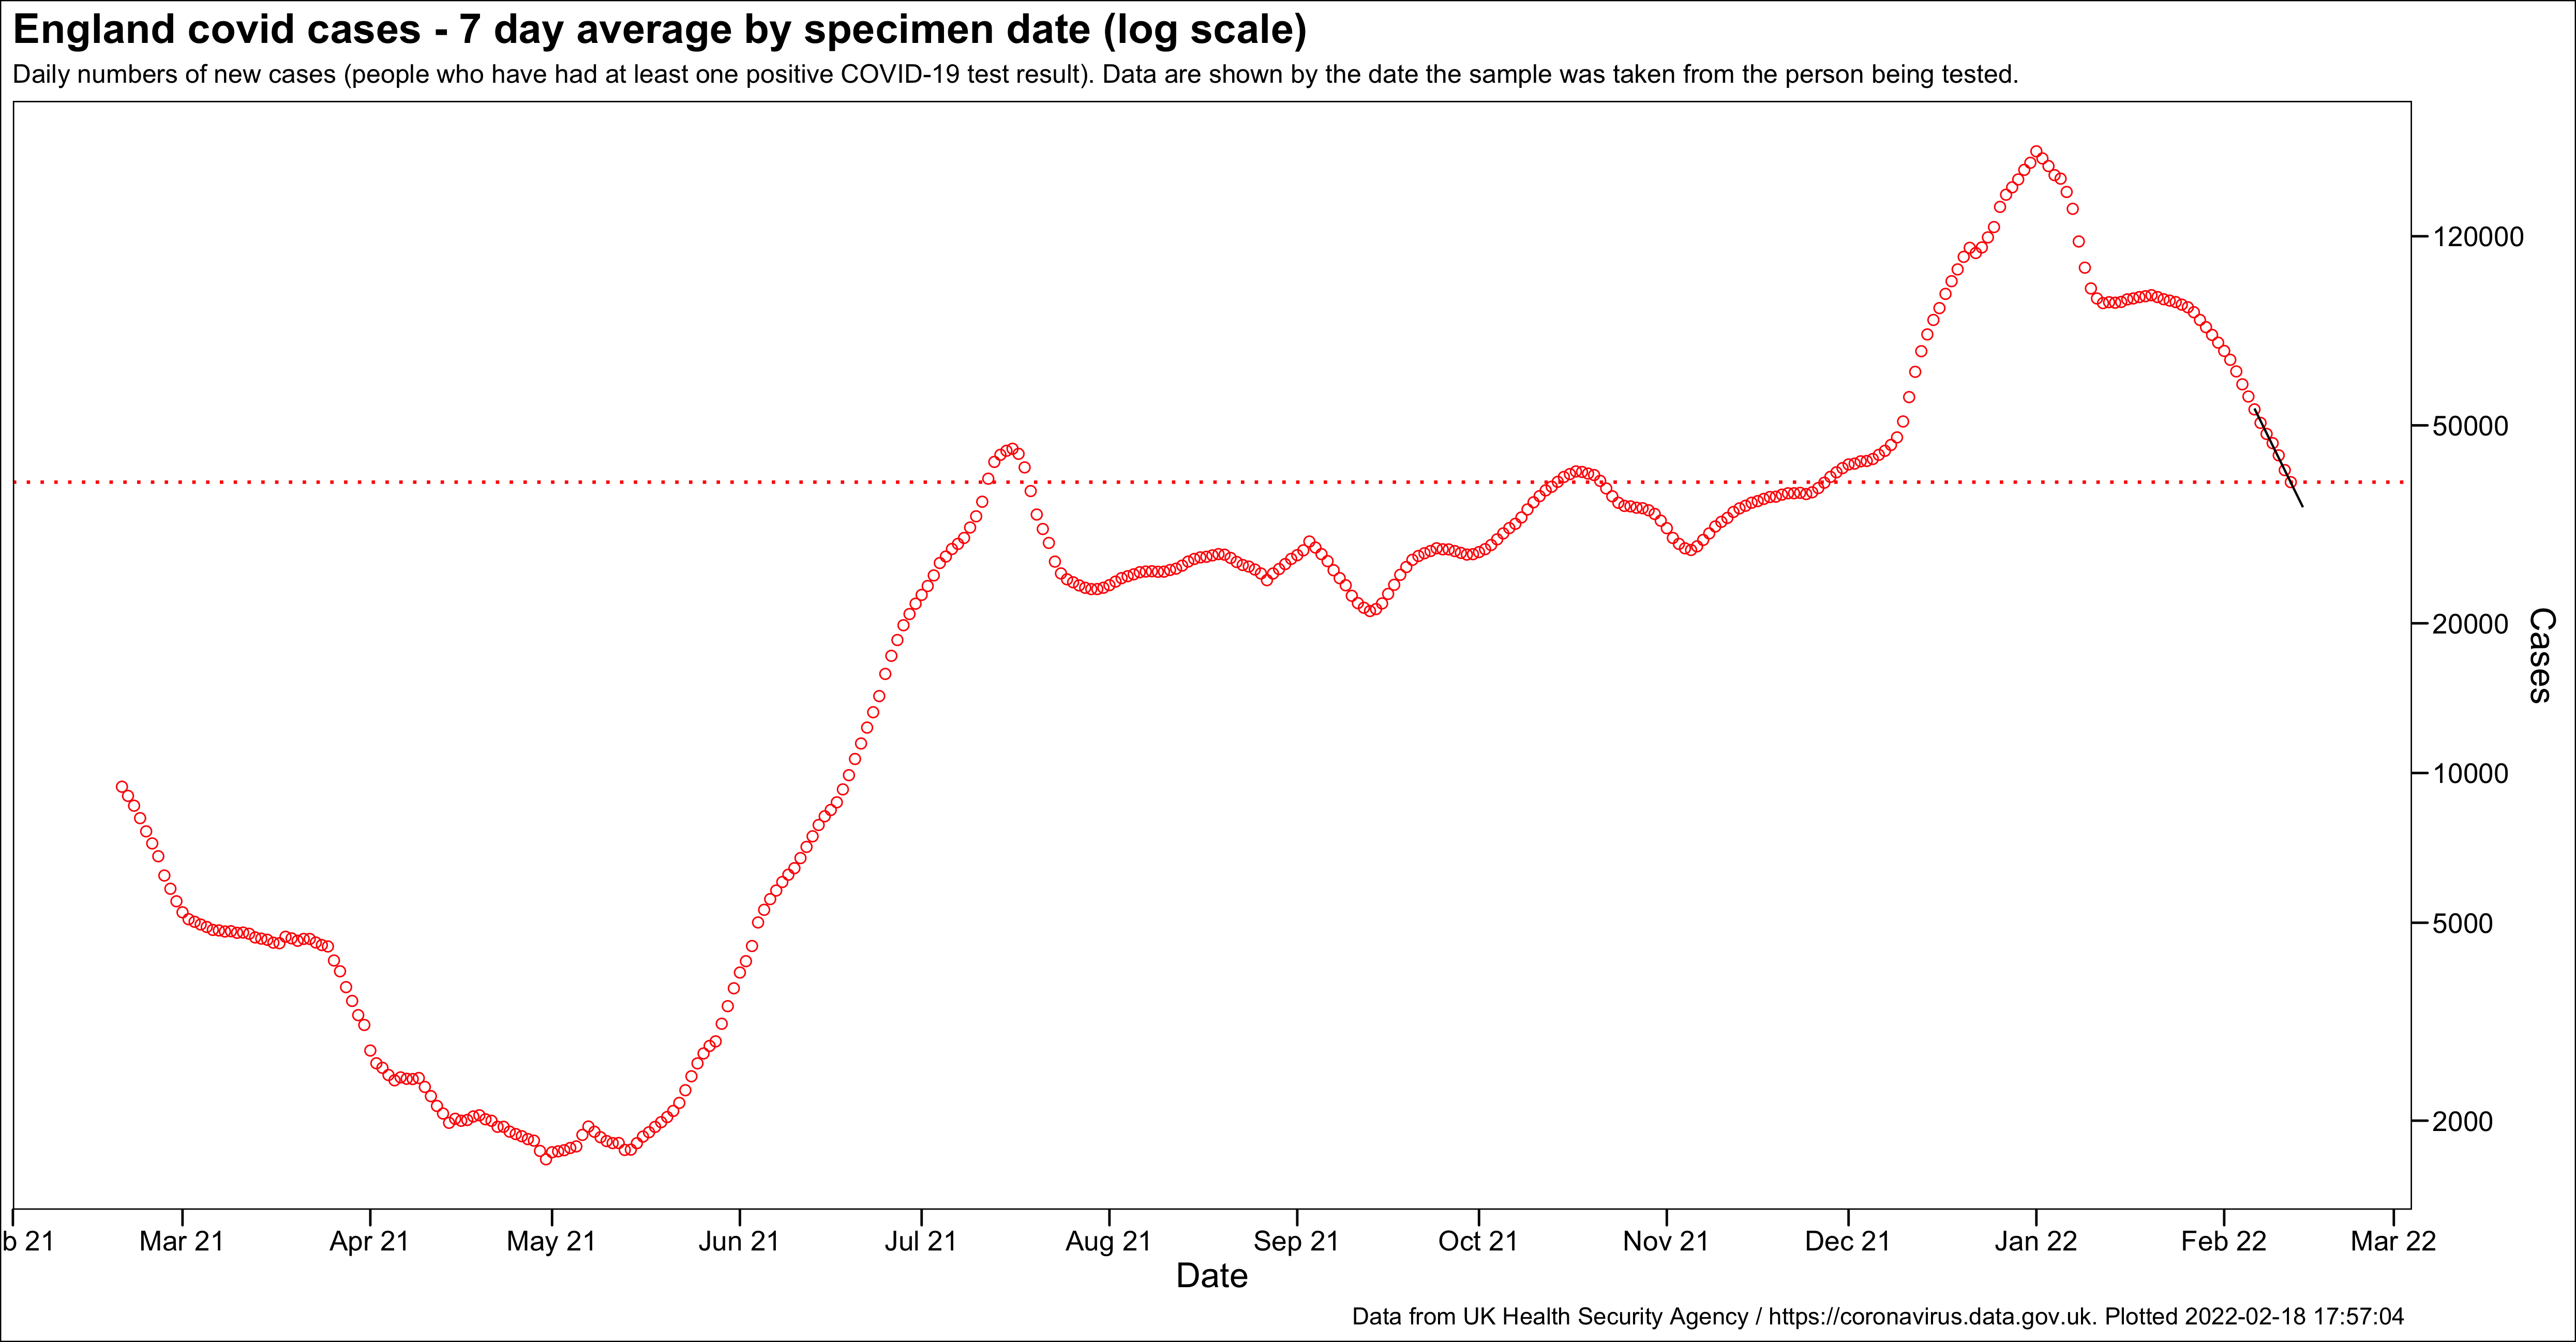 England covid cases - 7 day average by specimen date (log scale)
Daily numbers of new cases (people who have had at least one positive COVID-19 test result). Data are shown by the date the sample was taken from the person being tested.
120000
50000
20000
10000
5000
2000
Cases
b 21 Mar 21 Apr 21 May 21 Jun 21 Jul 21 Aug 21 Sep 21 Oct 21 Nov 21 Dec 21 Jan 22 Feb 22 Mar 22
Date
Data from UK Health Security Agency / https://coronavirus.data.gov.uk. Plotted 2022-02-18 17:57:04